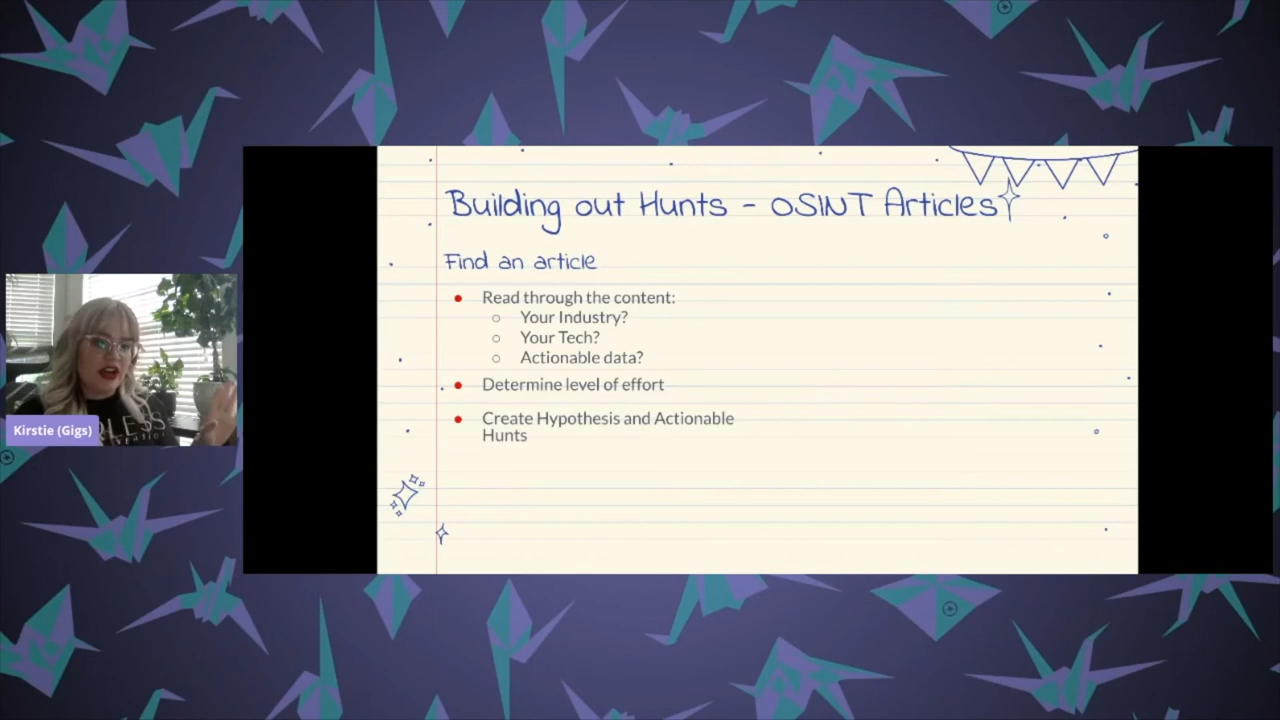 Building out Hunts - OSINT Articles
Find an article
Read through the content:
Your Industry?
Your Tech?
Actionable data?
Determine level of effort
Create Hypothesis and Actionable
Hunts
Kirstie (Gigs)